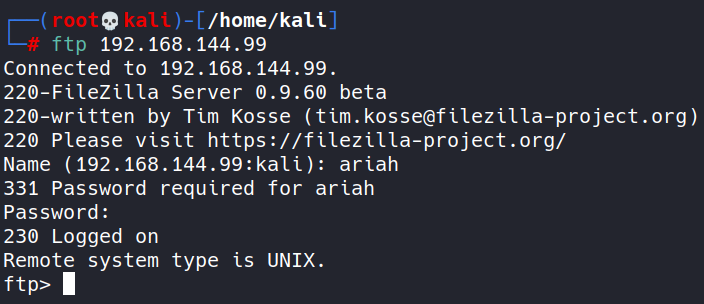 ┌──(root💀kali)-[/home/kali]
└─# ftp 192.168.144.99
Connected to 192.168.144.99.
220-FileZilla Server 0.9.60 beta
220-written by Tim Kosse (tim.kosse@filezilla-project.org)
220 Please visit https://filezilla-project.org/
Name (192.168.144.99:kali): ariah
331 Password required for ariah
Password:
230 Logged on
Remote system type is UNIX.
ftp>